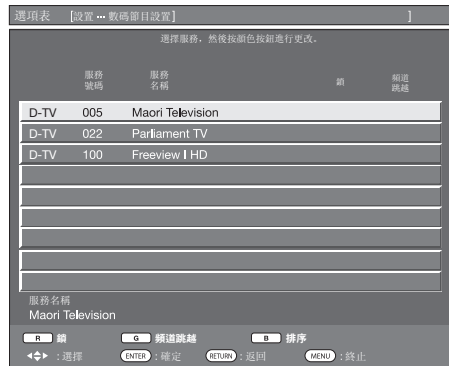 選項表 [設置 ••• 數碼節目設置] ]
選擇服務，然後按顏色按鈕進行更改。
服務號碼 服務名稱 鎖 頻道跳越
D-TV 005 Maori Television
D-TV 022 Parliament TV
D-TV 100 Freeview | HD
服務名稱
Maori Television
R 鎖 G 頻道跳越 B 排序
:選擇 ENTER :確定 RETURN :返回 MENU :終止